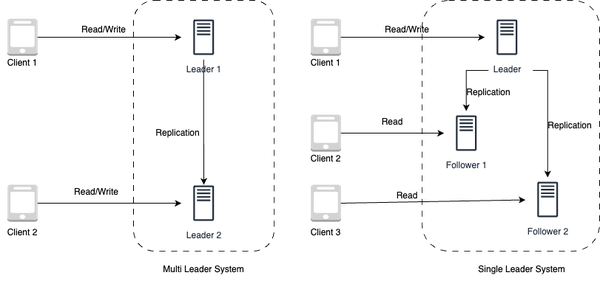 Read/Write
Client 1
Leader 1
Replication
Read/Write
Client 2
Leader 2
Multi Leader System
Read/Write
Client 1
Leader
Replication
Replication
Read
Client 2
Follower 1
Read
Client 3
Follower 2
Single Leader System